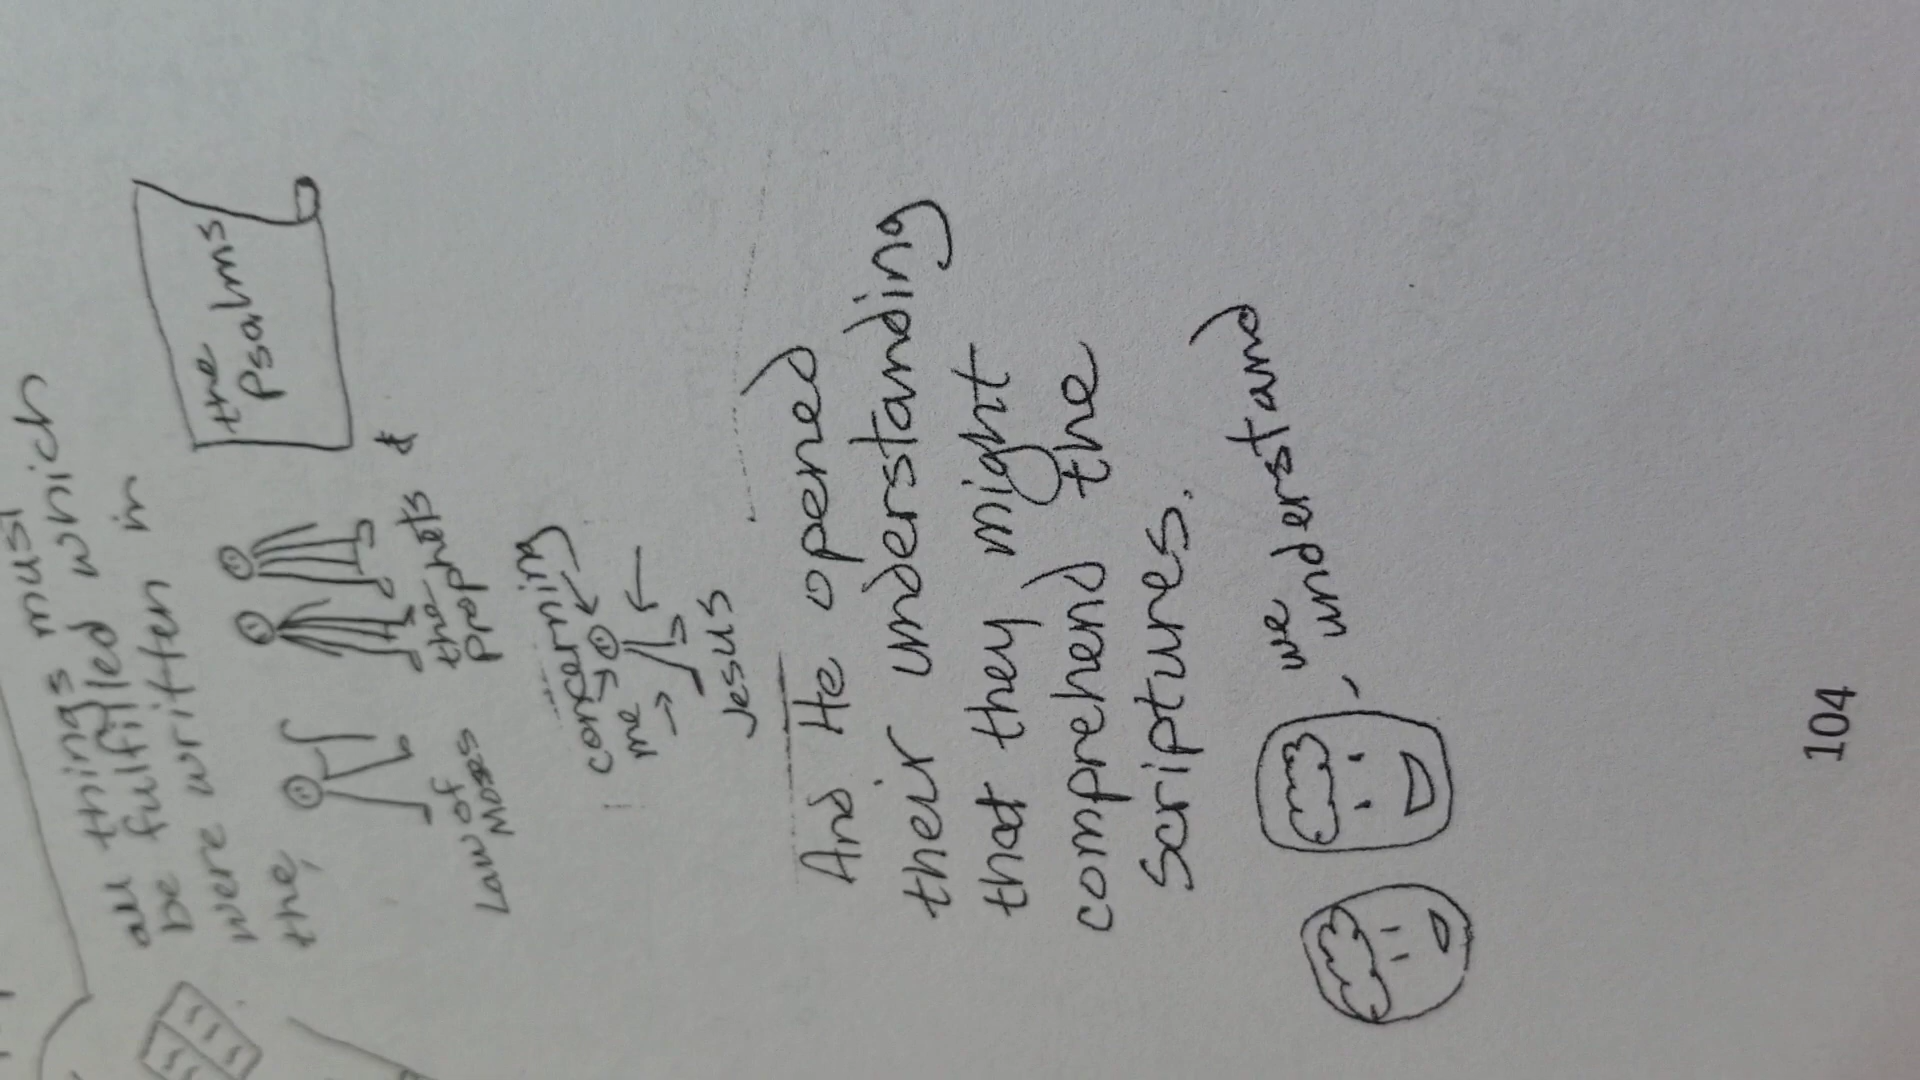 all things must
be fulfilled which
were written in
the,
the
Psalms
&
Law of
Moses
the
prophets
concerning
me
Jesus
And He opened
their understanding
that they might
comprehend the
Scriptures.
we
understand
104